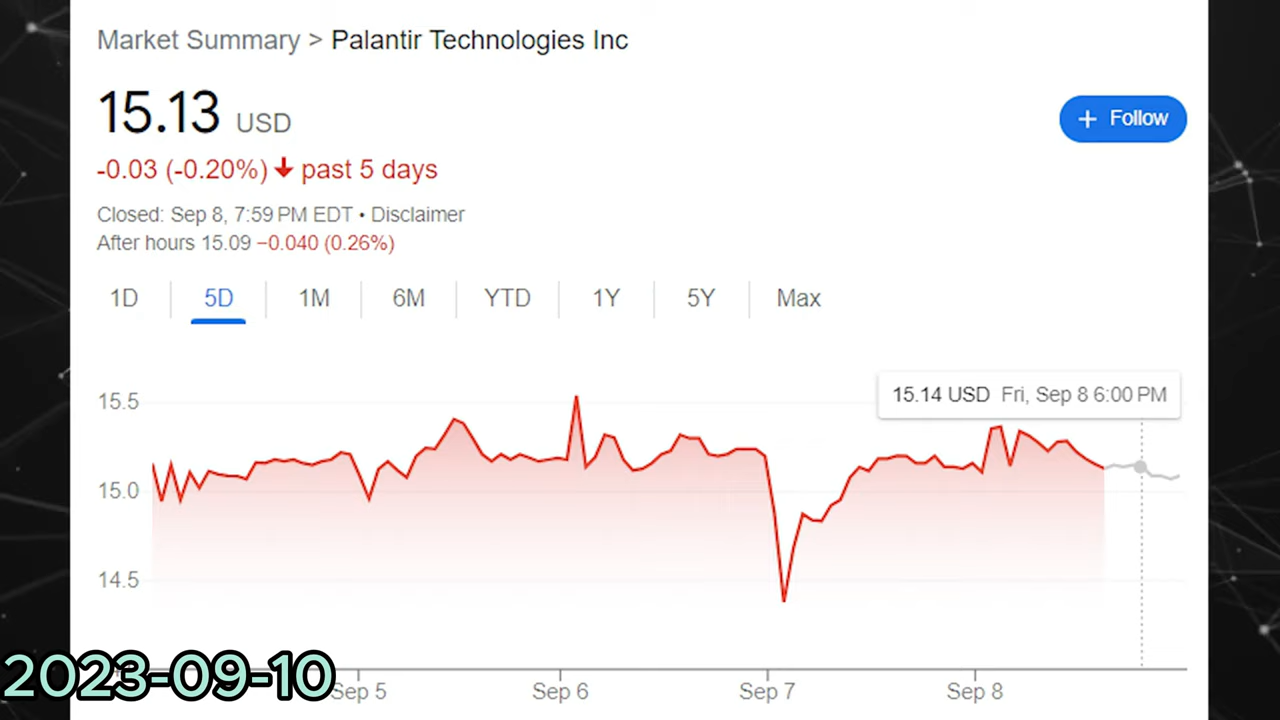 Market Summary > Palantir Technologies Inc
15.13 USD
+ Follow
-0.03 (-0.20%) ↓ past 5 days
Closed: Sep 8, 7:59 PM EDT • Disclaimer
After hours 15.09 −0.040 (0.26%)
1D 5D 1M 6M YTD 1Y 5Y Max
15.14 USD Fri, Sep 8 6:00 PM
15.5
15.0
14.5
2023-09-10
Sep 5 Sep 6 Sep 7 Sep 8